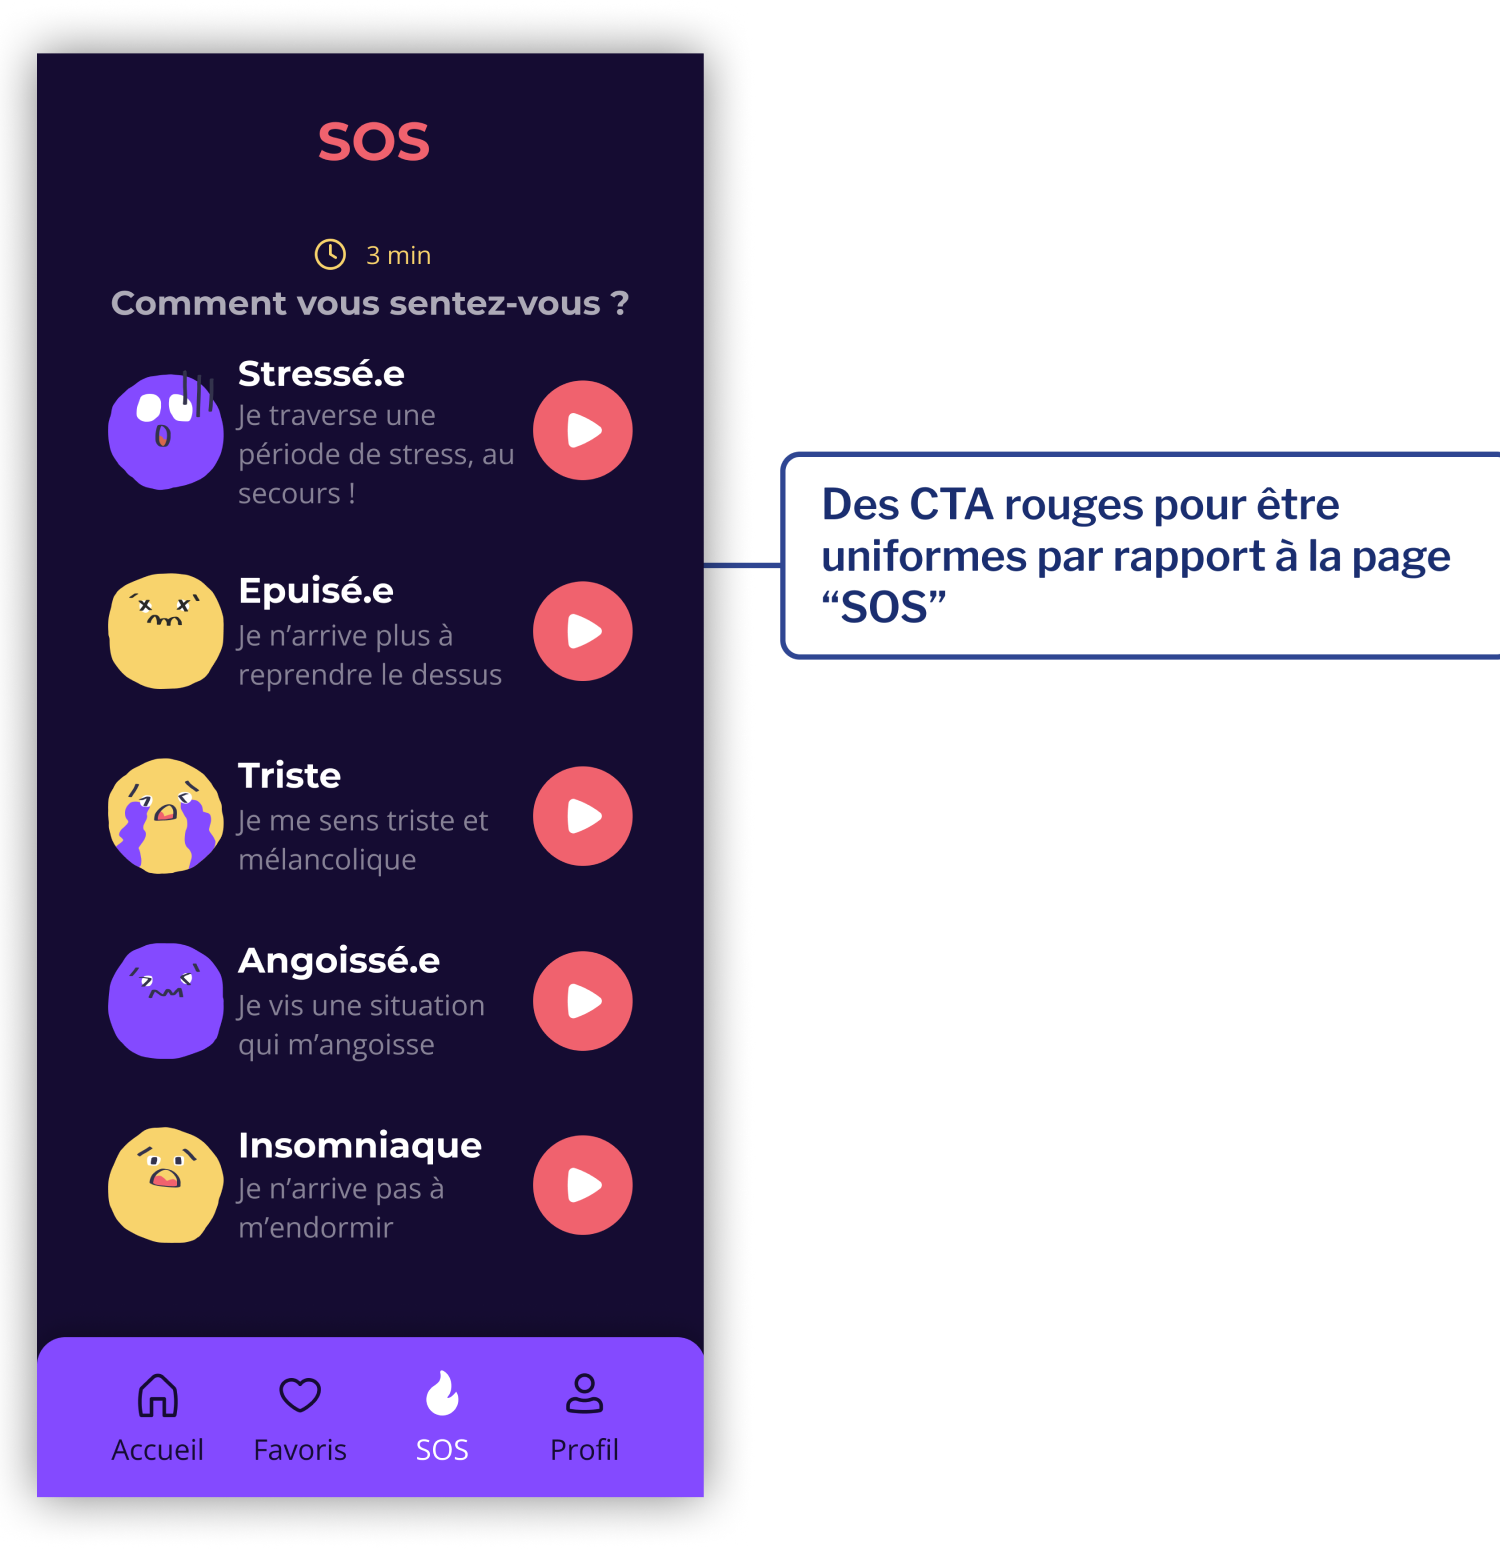 SOS
3 min
Comment vous sentez-vous ?
Stressé.e
Je traverse une
période de stress, au
secours !
Epuisé.e
Je n’arrive plus à
reprendre le dessus
Triste
Je me sens triste et
mélancolique
Angoissé.e
Je vis une situation
qui m’angoisse
Insomniaque
Je n’arrive pas à
m’endormir
Accueil
Favoris
SOS
Profil
Des CTA rouges pour être
uniformes par rapport à la page
“SOS”